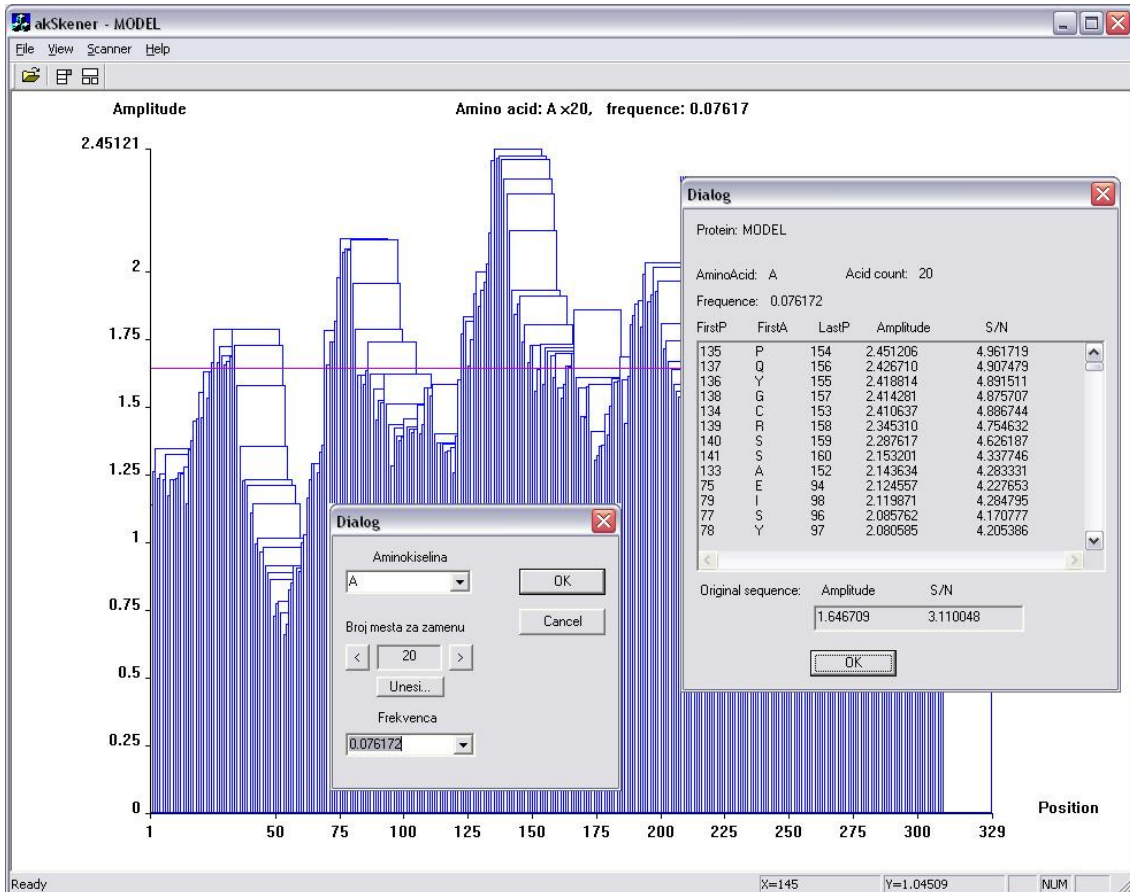 akSkener - MODEL
File View Scanner Help
Amplitude
Amino acid: A ×20, frequence: 0.07617
2.45121
2
1.75
1.5
1.25
1
0.75
0.5
0.25
0
1 50 75 100 125 150 175 200 225 250 275 300 329
Position
Dialog
Protein: MODEL
AminoAcid: A Acid count: 20
Frequence: 0.076172
FirstP FirstA LastP Amplitude S/N
135 P 154 2.451206 4.961719
137 Q 156 2.426710 4.907479
136 Y 155 2.418814 4.891511
138 G 157 2.414281 4.875707
134 C 153 2.410637 4.886744
139 R 158 2.345310 4.754632
140 S 159 2.287617 4.626187
141 S 160 2.153201 4.337746
133 A 152 2.143634 4.283331
75 E 94 2.124557 4.227653
79 I 98 2.119871 4.284795
77 S 96 2.085762 4.170777
78 Y 97 2.080585 4.205386
Original sequence: Amplitude S/N
1.646709 3.110048
OK
Dialog
Aminokiselina
A
OK
Cancel
Broj mesta za zamenu
< 20 >
Unesi...
Frekvenca
0.076172
Ready X=145 Y=1.04509 NUM